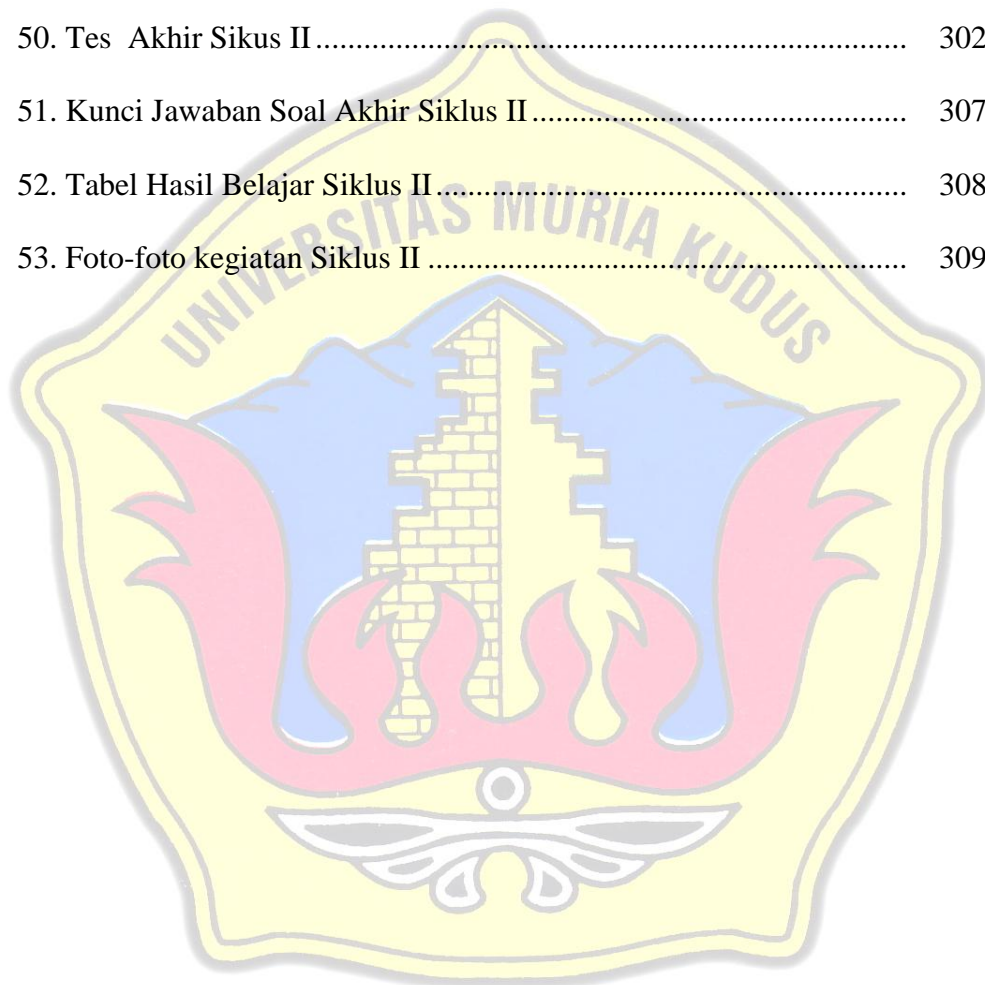 50. Tes  Akhir Sikus II ......................................................................... 302
51. Kunci Jawaban Soal Akhir Siklus II .............................................. 307
52. Tabel Hasil Belajar Siklus II .......................................................... 308
53. Foto-foto kegiatan Siklus II ........................................................... 309
UNIVERSITAS MURIA KUDUS